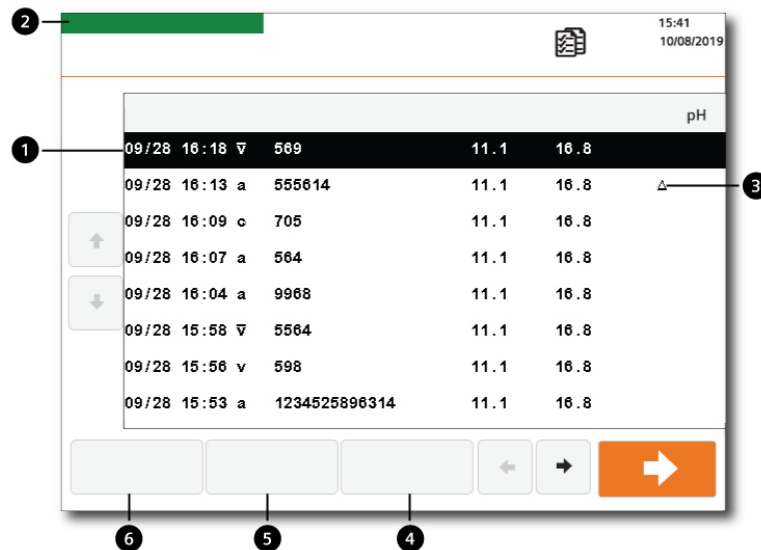 2
15:41
10/08/2019
pH
1
09/28 16:18 v̅ 569 11.1 16.8
09/28 16:13 a 555614 11.1 16.8 Δ 3
09/28 16:09 c 705 11.1 16.8
09/28 16:07 a 564 11.1 16.8
09/28 16:04 a 9968 11.1 16.8
09/28 15:58 v̅ 5564 11.1 16.8
09/28 15:56 v 598 11.1 16.8
09/28 15:53 a 1234525896314 11.1 16.8
6 5 4